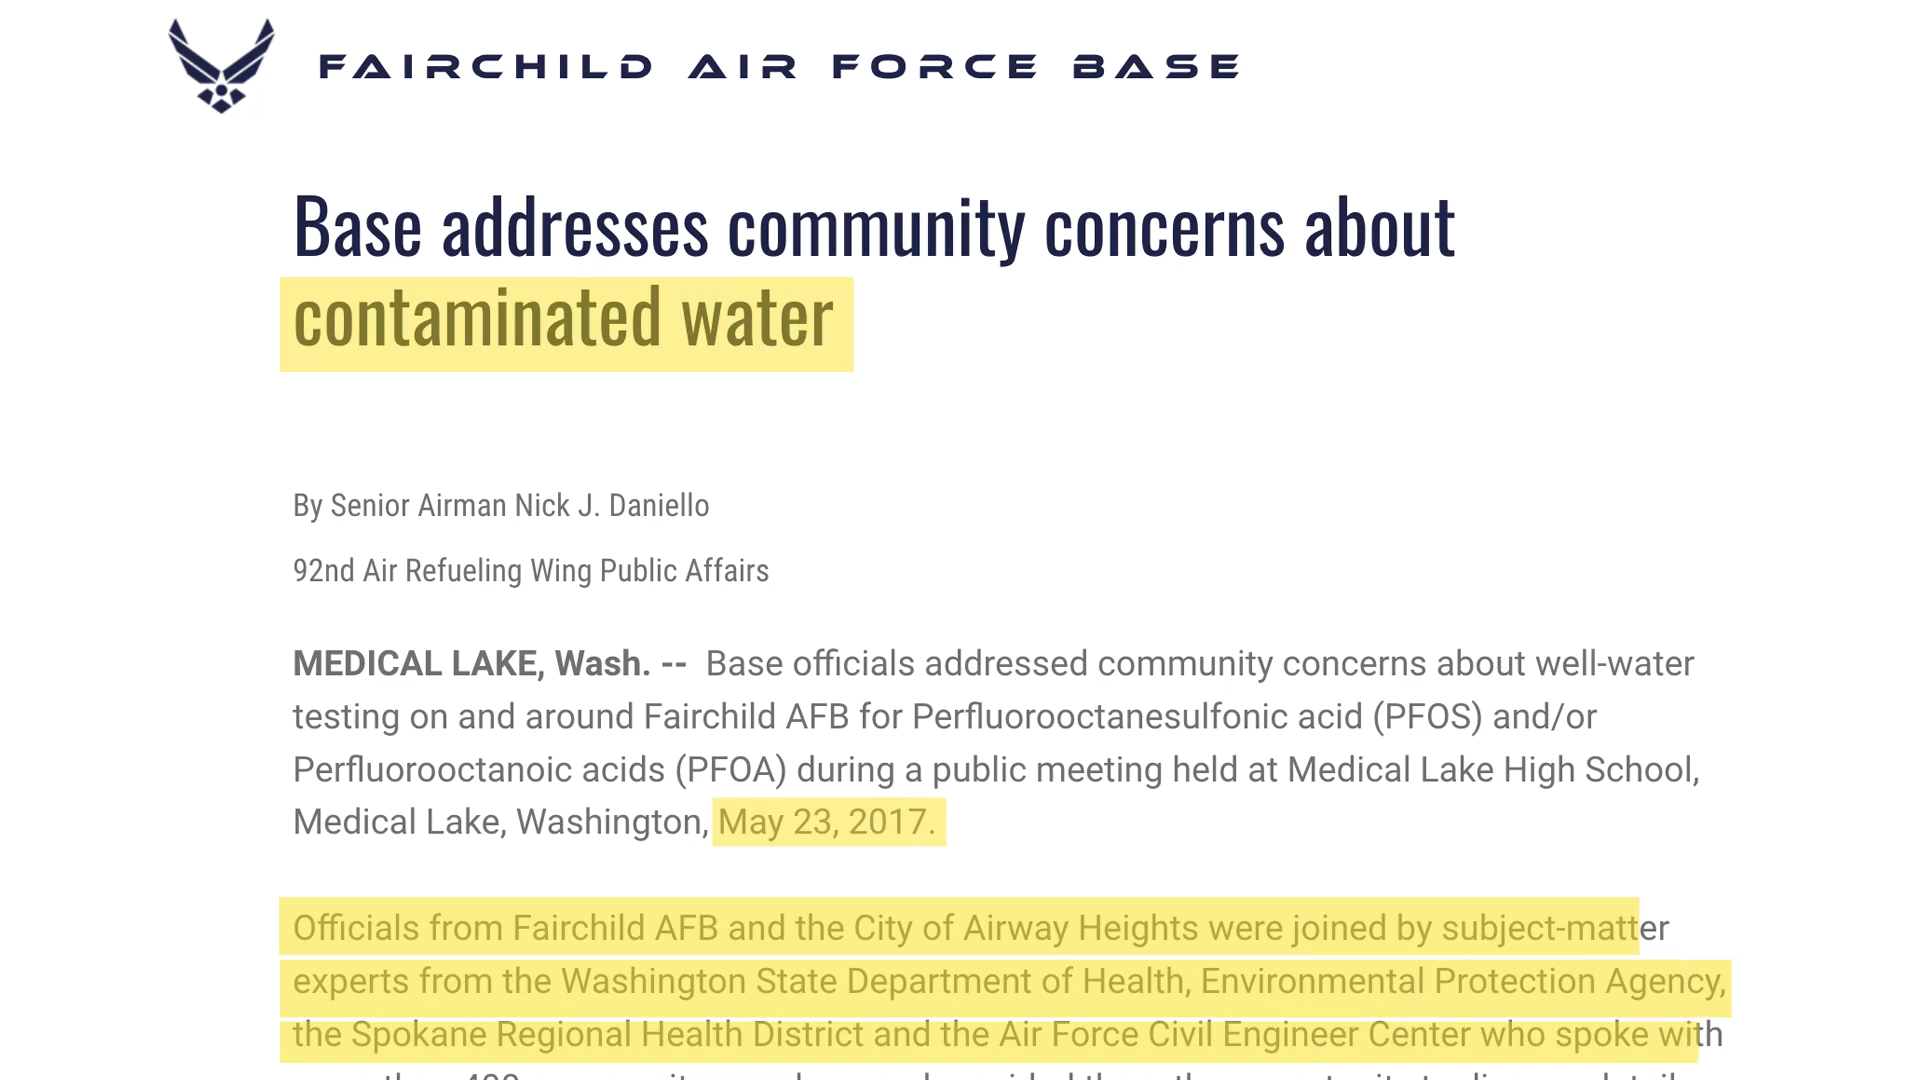 FAIRCHILD AIR FORCE BASE
Base addresses community concerns about
contaminated water
By Senior Airman Nick J. Daniello
92nd Air Refueling Wing Public Affairs
MEDICAL LAKE, Wash. -- Base officials addressed community concerns about well-water
testing on and around Fairchild AFB for Perfluorooctanesulfonic acid (PFOS) and/or
Perfluorooctanoic acids (PFOA) during a public meeting held at Medical Lake High School,
Medical Lake, Washington, May 23, 2017.
Officials from Fairchild AFB and the City of Airway Heights were joined by subject-matter
experts from the Washington State Department of Health, Environmental Protection Agency,
the Spokane Regional Health District and the Air Force Civil Engineer Center who spoke with